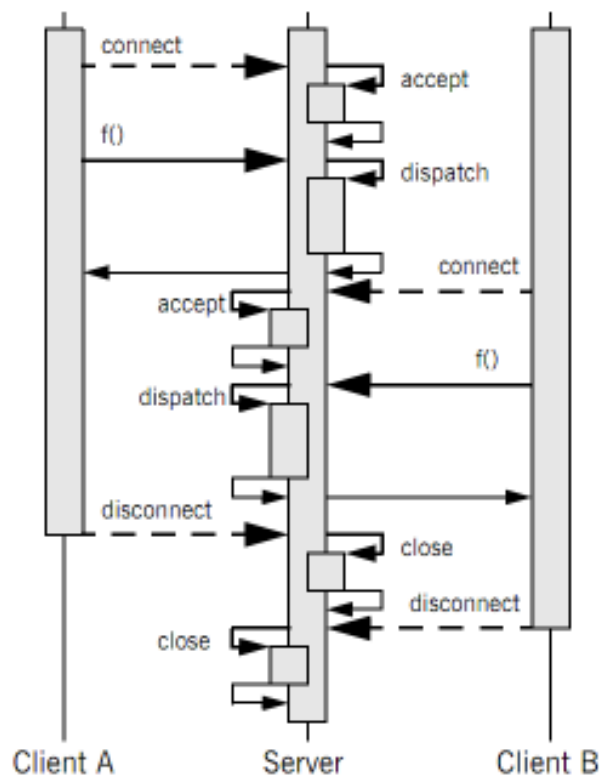 connect
accept
f()
dispatch
connect
accept
f()
dispatch
disconnect
close
disconnect
close
Client A Server Client B